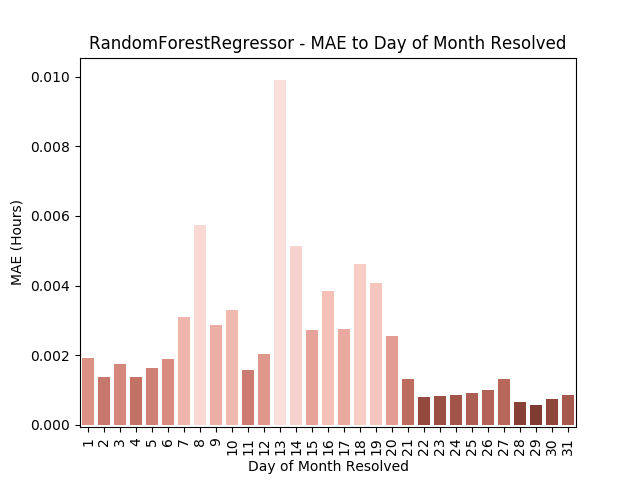 RandomForestRegressor - MAE to Day of Month Resolved
0.010
0.008
0.006
0.004
0.002
0.000
MAE (Hours)
1 2 3 4 5 6 7 8 9 10 11 12 13 14 15 16 17 18 19 20 21 22 23 24 25 26 27 28 29 30 31
Day of Month Resolved